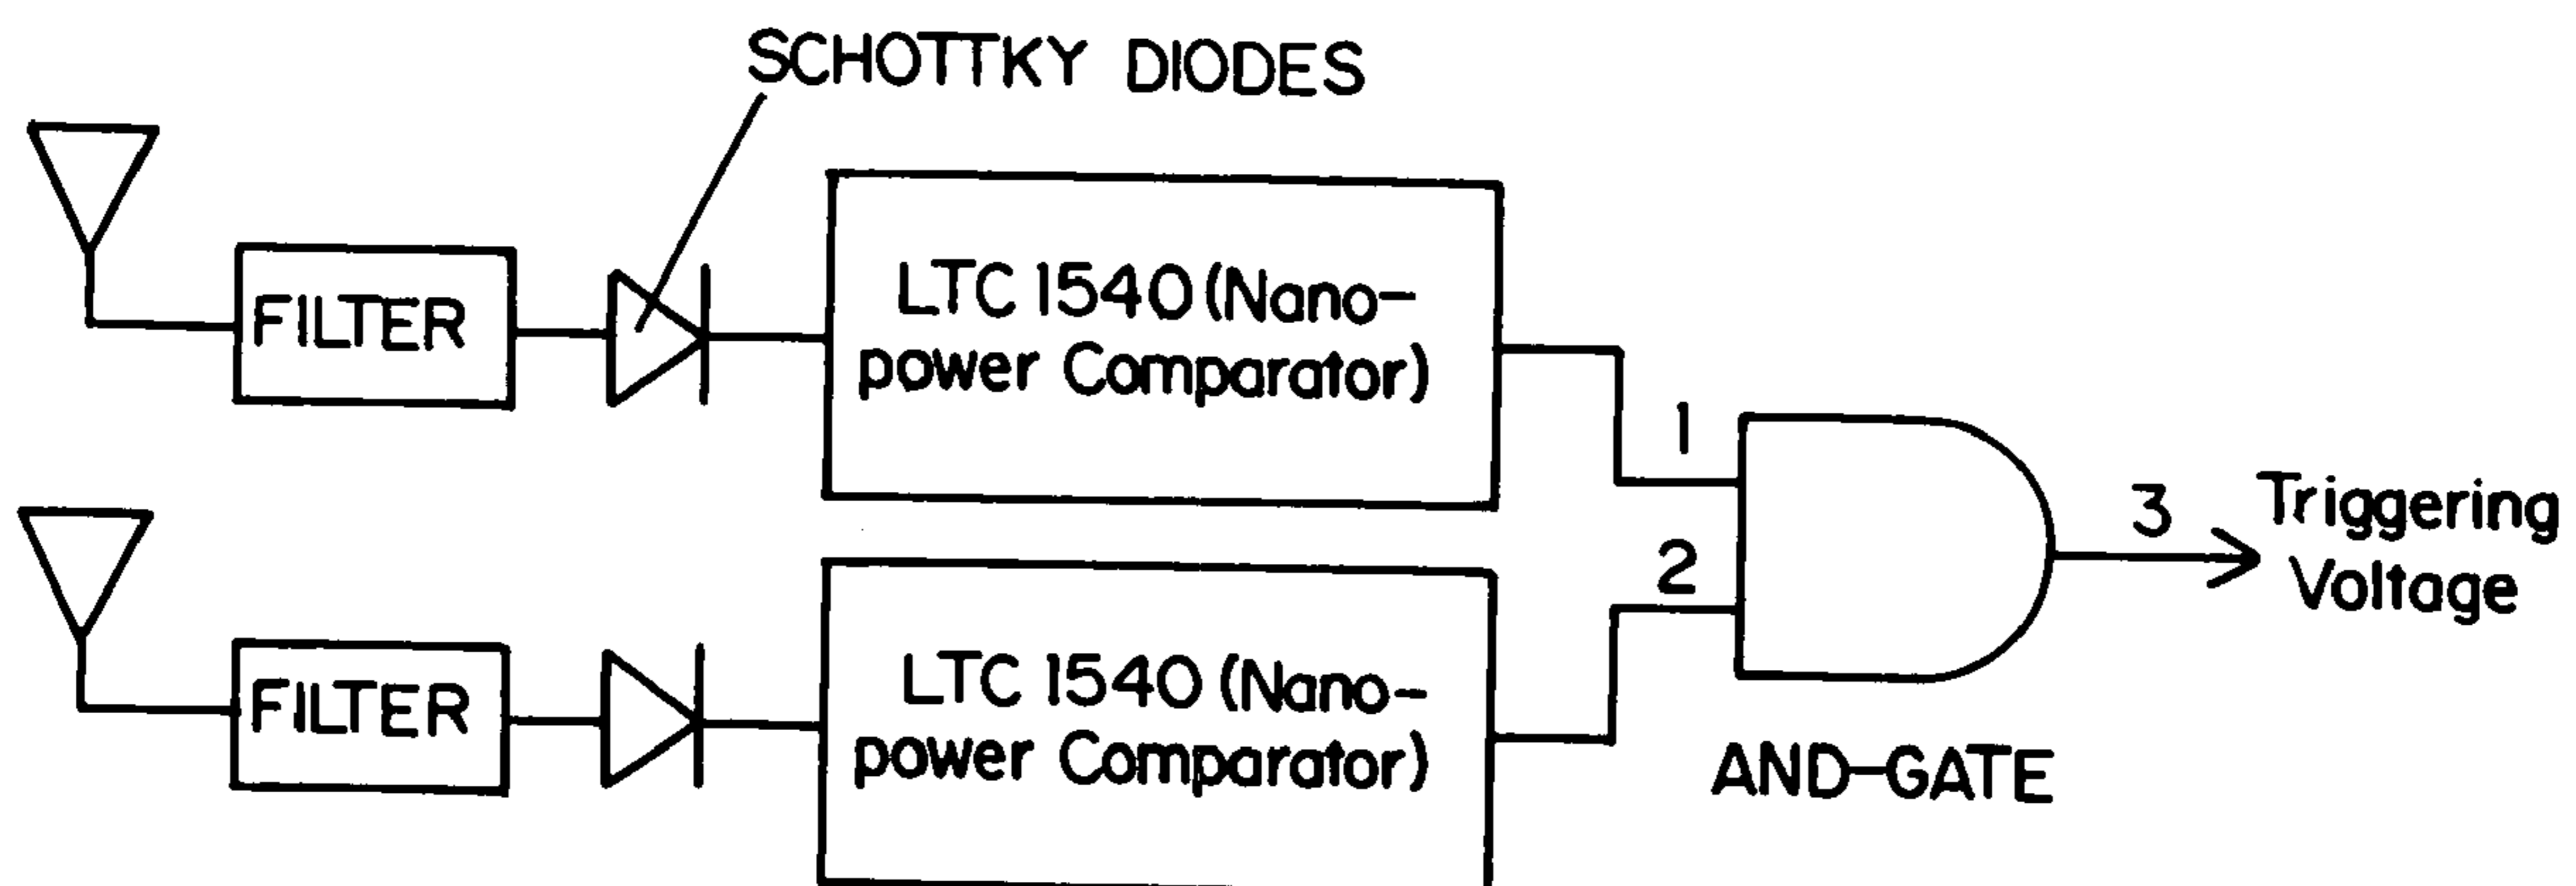 SCHOTTKY DIODES
FILTER
LTC 1540 (Nano-
power Comparator)
1
2
3
Triggering
Voltage
FILTER
LTC 1540 (Nano-
power Comparator)
AND-GATE